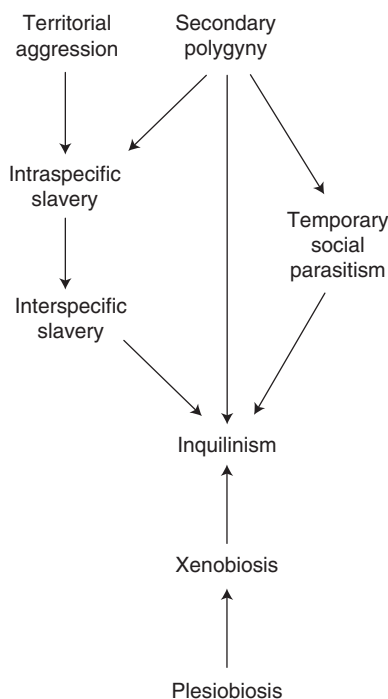 Territorial
aggression
Secondary
polygyny
Intraspecific
slavery
Temporary
social
parasitism
Interspecific
slavery
Inquilinism
Xenobiosis
Plesiobiosis